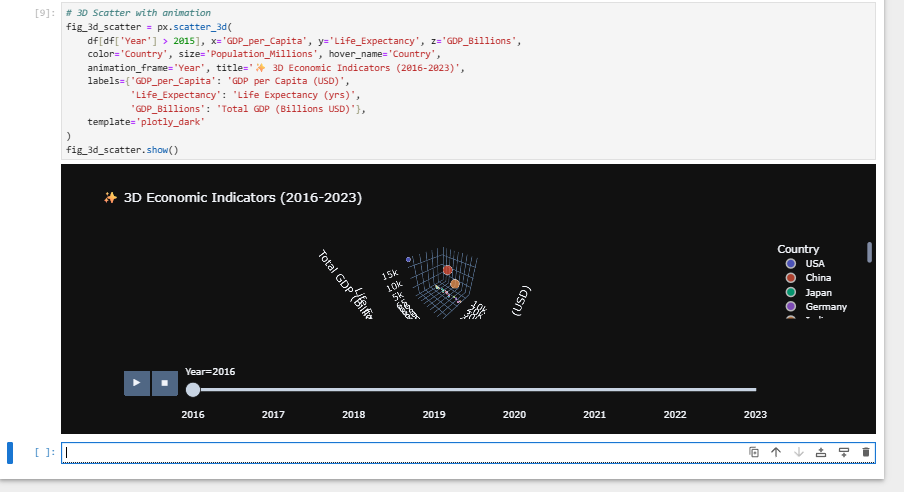 [9]: # 3D Scatter with animation
fig_3d_scatter = px.scatter_3d(
    df[df['Year'] > 2015], x='GDP_per_Capita', y='Life_Expectancy', z='GDP_Billions',
    color='Country', size='Population_Millions', hover_name='Country',
    animation_frame='Year', title='✨ 3D Economic Indicators (2016-2023)',
    labels={'GDP_per_Capita': 'GDP per Capita (USD)',
            'Life_Expectancy': 'Life Expectancy (yrs)',
            'GDP_Billions': 'Total GDP (Billions USD)'},
    template='plotly_dark'
)
fig_3d_scatter.show()
✨ 3D Economic Indicators (2016-2023)
Total GDP
15k
10k
5k
(USD)
Country
USA
China
Japan
Germany
Year=2016
2016 2017 2018 2019 2020 2021 2022 2023
[ ]: